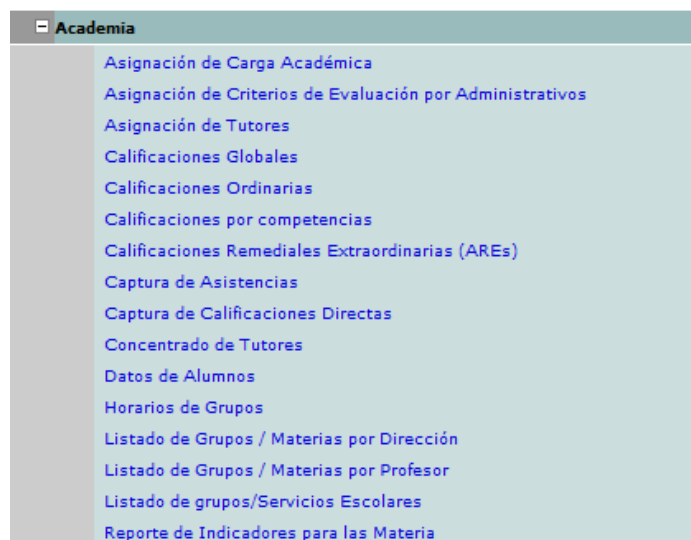 Academia
Asignación de Carga Académica
Asignación de Criterios de Evaluación por Administrativos
Asignación de Tutores
Calificaciones Globales
Calificaciones Ordinarias
Calificaciones por competencias
Calificaciones Remediales Extraordinarias (AREs)
Captura de Asistencias
Captura de Calificaciones Directas
Concentrado de Tutores
Datos de Alumnos
Horarios de Grupos
Listado de Grupos / Materias por Dirección
Listado de Grupos / Materias por Profesor
Listado de grupos/Servicios Escolares
Reporte de Indicadores para las Materia